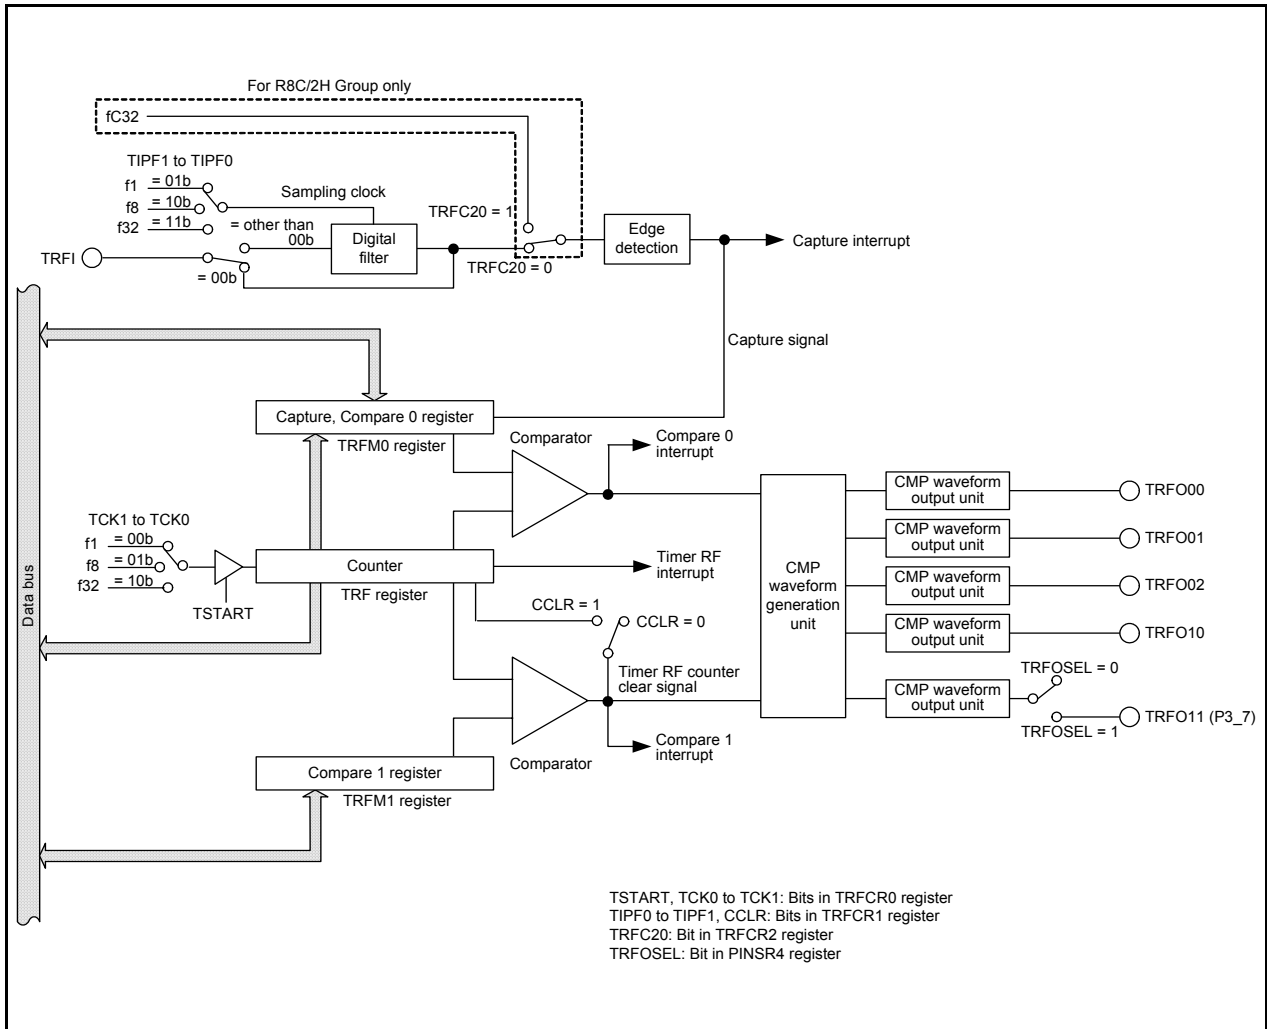 For R8C/2H Group only
fC32
TIPF1 to TIPF0
f1 = 01b
f8 = 10b
f32 = 11b
Sampling clock
= other than
00b
= 00b
TRFI
Digital
filter
TRFC20 = 1
TRFC20 = 0
Edge
detection
Capture interrupt
Capture signal
Data bus
Capture, Compare 0 register
TRFM0 register
Comparator
Compare 0
interrupt
TCK1 to TCK0
f1 = 00b
f8 = 01b
f32 = 10b
TSTART
Counter
TRF register
Timer RF
interrupt
CCLR = 1
CCLR = 0
Timer RF counter
clear signal
Compare 1
interrupt
Comparator
Compare 1 register
TRFM1 register
CMP
waveform
generation
unit
CMP waveform
output unit
TRFO00
CMP waveform
output unit
TRFO01
CMP waveform
output unit
TRFO02
CMP waveform
output unit
TRFO10
CMP waveform
output unit
TRFOSEL = 0
TRFO11 (P3_7)
TRFOSEL = 1
TSTART, TCK0 to TCK1: Bits in TRFCR0 register
TIPF0 to TIPF1, CCLR: Bits in TRFCR1 register
TRFC20: Bit in TRFCR2 register
TRFOSEL: Bit in PINSR4 register